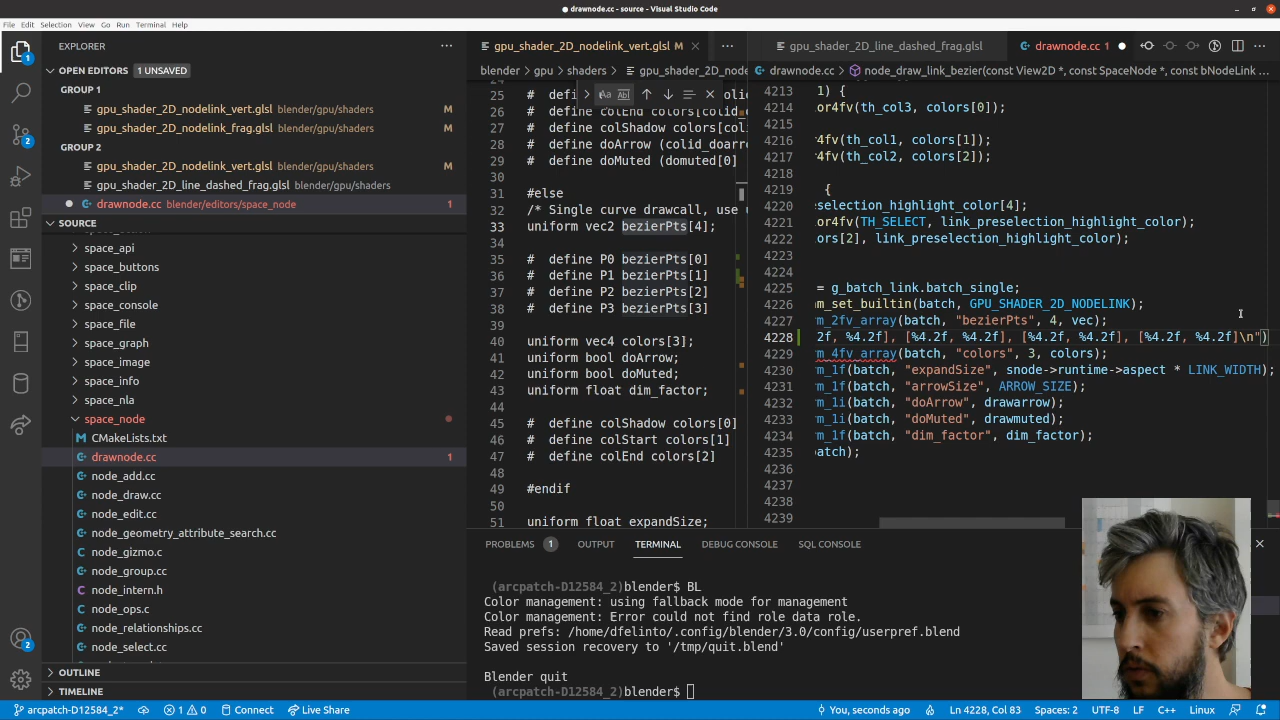 drawnode.cc - source - Visual Studio Code
File Edit Selection View Go Run Terminal Help
EXPLORER
OPEN EDITORS 1 UNSAVED
GROUP 1
gpu_shader_2D_nodelink_vert.glsl blender/gpu/shaders M
gpu_shader_2D_nodelink_frag.glsl blender/gpu/shaders M
GROUP 2
gpu_shader_2D_nodelink_vert.glsl blender/gpu/shaders M
gpu_shader_2D_line_dashed_frag.glsl blender/gpu/shaders
drawnode.cc blender/editors/space_node 1
SOURCE
space_api
space_buttons
space_clip
space_console
space_file
space_graph
space_image
space_info
space_nla
space_node
CMakeLists.txt
drawnode.cc 1
node_add.cc
node_draw.cc
node_edit.cc
node_geometry_attribute_search.cc
node_gizmo.cc
node_group.cc
node_intern.h
node_ops.c
node_relationships.cc
node_select.cc
OUTLINE
TIMELINE
gpu_shader_2D_nodelink_vert.glsl M
blender > gpu > shaders > gpu_shader_2D_node
25 # defi
26 # define colEnd colors[colid_
27 # define colShadow colors[coli
28 # define doArrow (colid_doarro
29 # define doMuted (domuted[0]
30
31 #else
32 /* Single curve drawcall, use u
33 uniform vec2 bezierPts[4];
34
35 # define P0 bezierPts[0]
36 # define P1 bezierPts[1]
37 # define P2 bezierPts[2]
38 # define P3 bezierPts[3]
39
40 uniform vec4 colors[3];
41 uniform bool doArrow;
42 uniform bool doMuted;
43 uniform float dim_factor;
44
45 # define colShadow colors[0]
46 # define colStart colors[1]
47 # define colEnd colors[2]
48
49 #endif
50
51 uniform float expandSize;
gpu_shader_2D_line_dashed_frag.glsl
drawnode.cc 1
drawnode.cc > node_draw_link_bezier(const View2D *, const SpaceNode *, const bNodeLink ...
4213 1) {
4214 or4fv(th_col3, colors[0]);
4215
4216 r4fv(th_col1, colors[1]);
4217 r4fv(th_col2, colors[2]);
4218
4219 {
4220 selection_highlight_color[4];
4221 or4fv(TH_SELECT, link_preselection_highlight_color);
4222 ors[2], link_preselection_highlight_color);
4223
4224
4225 = g_batch_link.batch_single;
4226 am_set_builtin(batch, GPU_SHADER_2D_NODELINK);
4227 rm_2fv_array(batch, "bezierPts", 4, vec);
4228 2f, %4.2f], [%4.2f, %4.2f], [%4.2f, %4.2f], [%4.2f, %4.2f]\n")
4229 rm_4fv_array(batch, "colors", 3, colors);
4230 rm_1f(batch, "expandSize", snode->runtime->aspect * LINK_WIDTH);
4231 rm_1f(batch, "arrowSize", ARROW_SIZE);
4232 rm_1i(batch, "doArrow", drawarrow);
4233 rm_1i(batch, "doMuted", drawmuted);
4234 rm_1f(batch, "dim_factor", dim_factor);
4235 batch);
4236
4237
4238
4239
PROBLEMS 1 OUTPUT TERMINAL DEBUG CONSOLE SQL CONSOLE
(arcpatch-D12584_2)blender$ BL
Color management: using fallback mode for management
Color management: Error could not find role data role.
Read prefs: /home/dfelinto/.config/blender/3.0/config/userpref.blend
Saved session recovery to '/tmp/quit.blend'
Blender quit
(arcpatch-D12584_2)blender$
arcpatch-D12584_2* 1 0 Connect Live Share You, seconds ago Ln 4228, Col 83 Spaces: 2 UTF-8 LF C++ Linux